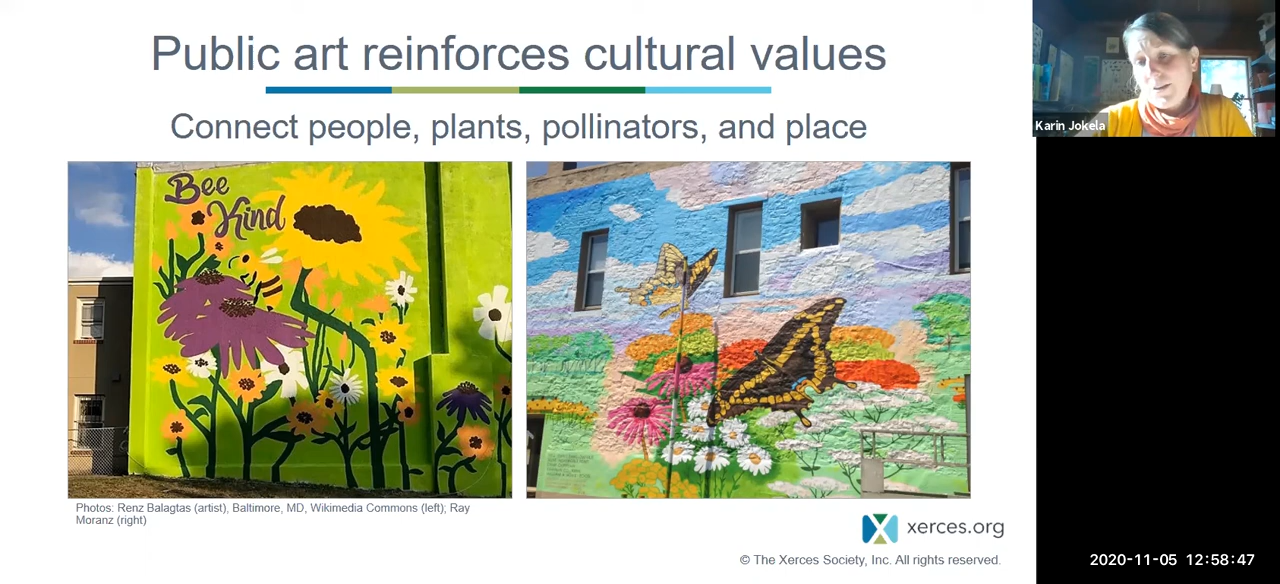 Public art reinforces cultural values
Connect people, plants, pollinators, and place
Karin Jokela
Bee
Kind
Photos: Renz Balagtas (artist), Baltimore, MD, Wikimedia Commons (left); Ray
Moranz (right)
xerces.org
© The Xerces Society, Inc. All rights reserved.
2020-11-05 12:58:47